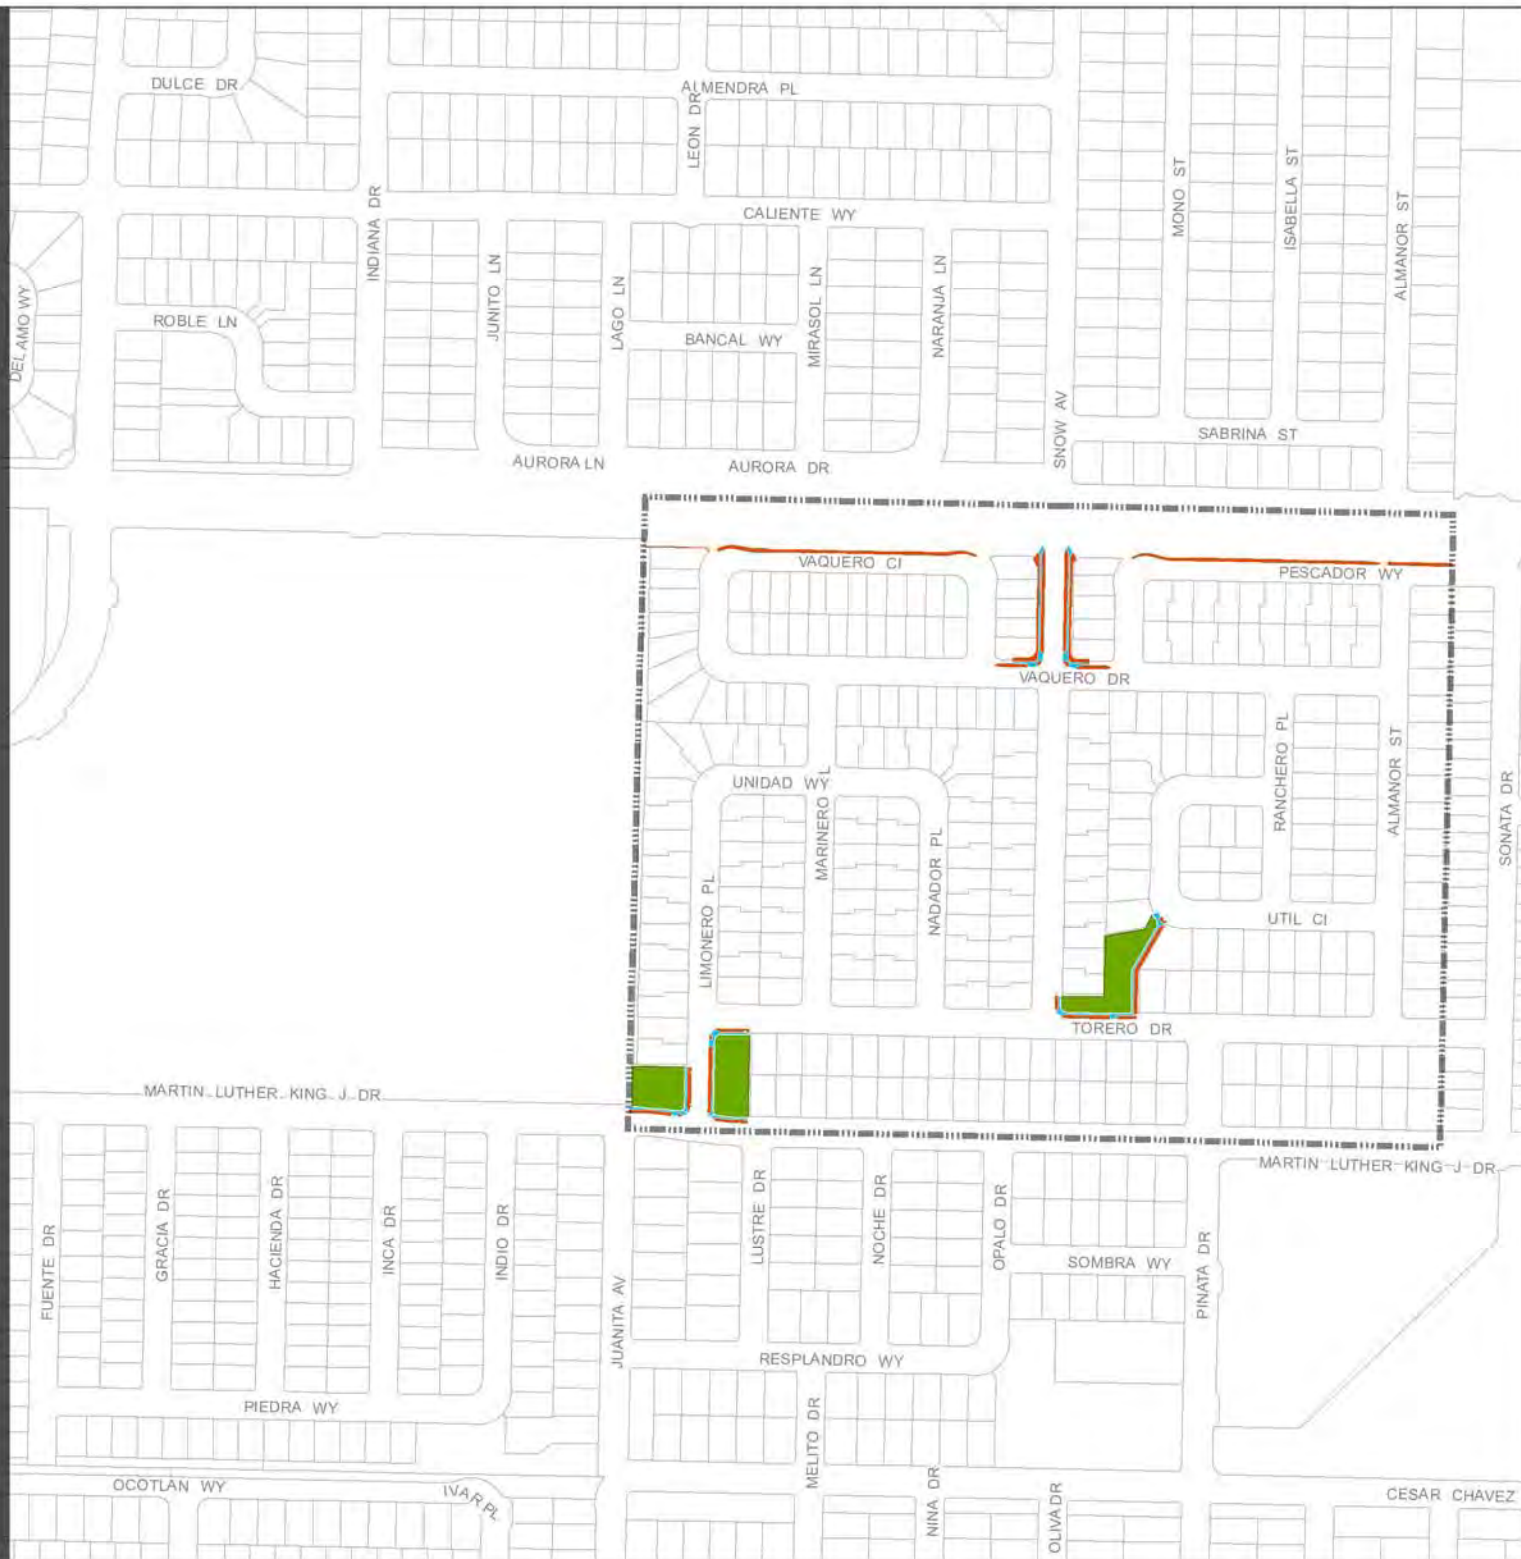 DULCE DR
ALMENDRA PL
LEON DR
MONO ST
ISABELLA ST
ALMANOR ST
INDIANA DR
CALIENTE WY
JUNITO LN
LAGO LN
MIRASOL LN
NARANJA LN
DEL AMO WY
ROBLE LN
BANCAL WY
SNOW AV
SABRINA ST
AURORA LN
AURORA DR
VAQUERO CI
PESCADOR WY
VAQUERO DR
UNIDAD WY
MARINERO L
RANCHERO PL
ALMANOR ST
SONATA DR
LIMONERO PL
NADADOR PL
UTIL CI
TORERO DR
MARTIN LUTHER KING J DR
MARTIN LUTHER KING J DR
FUENTE DR
GRACIA DR
HACIENDA DR
INCA DR
INDIO DR
JUANITA AV
LUSTRE DR
NOCHE DR
OPALO DR
SOMBRA WY
PINATA DR
RESPLANDRO WY
PIEDRA WY
MELITO DR
OCOTLAN WY
IVAR PL
NINA DR
OLIVA DR
CESAR CHAVEZ